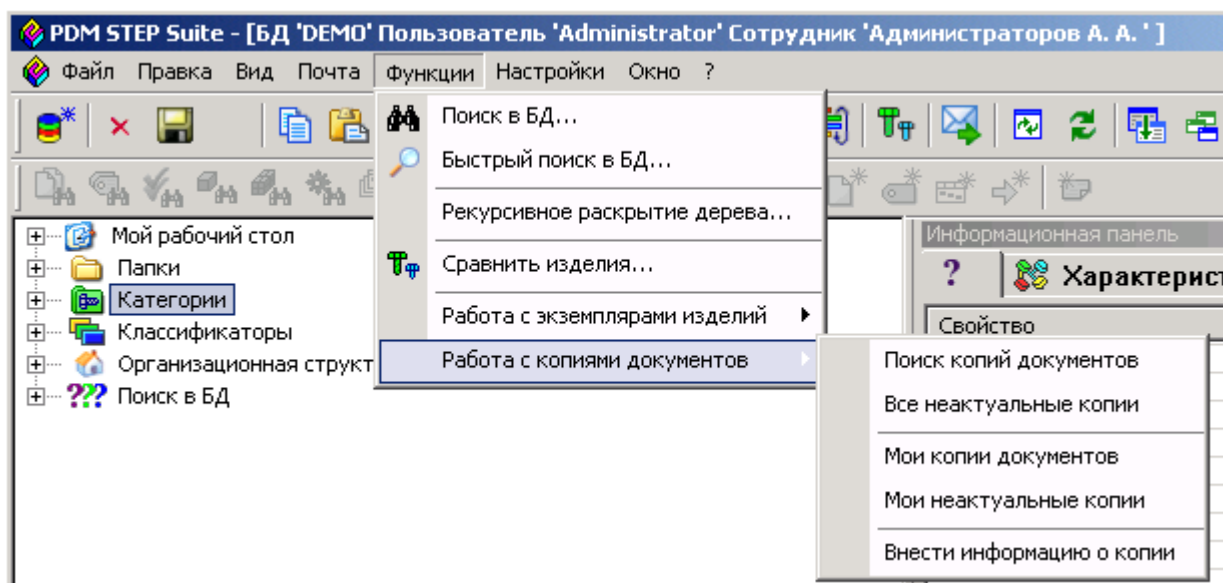 PDM STEP Suite - [БД 'DEMO' Пользователь 'Administrator' Сотрудник 'Администраторов А. А. ' ]
Файл Правка Вид Почта Функции Настройки Окно ?
Поиск в БД...
Быстрый поиск в БД...
Рекурсивное раскрытие дерева...
Сравнить изделия...
Работа с экземплярами изделий
Работа с копиями документов
Мой рабочий стол
Папки
Категории
Классификаторы
Организационная структ
??? Поиск в БД
Информационная панель
? Характерист
Свойство
Поиск копий документов
Все неактуальные копии
Мои копии документов
Мои неактуальные копии
Внести информацию о копии